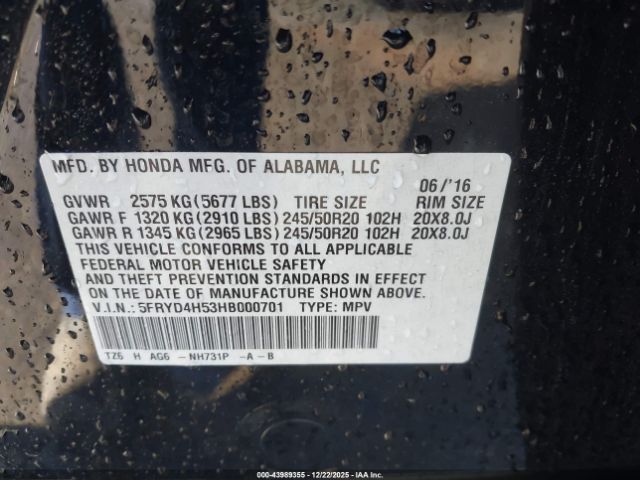 MFD. BY HONDA MFG. OF ALABAMA, LLC
06/'16
GVWR 2575 KG(5677 LBS) TIRE SIZE RIM SIZE
GAWR F 1320 KG(2910 LBS) 245/50R20 102H 20X8.0J
GAWR R 1345 KG(2965 LBS) 245/50R20 102H 20X8.0J
THIS VEHICLE CONFORMS TO ALL APPLICABLE
FEDERAL MOTOR VEHICLE SAFETY
AND THEFT PREVENTION STANDARDS IN EFFECT
ON THE DATE OF MANUFACTURE SHOWN ABOVE.
V.I.N.: 5FRYD4H53HB000701 TYPE: MPV
TZ6 H AG6 -NH731P -A -B
000-43989355 - 12/22/2025 - IAA Inc.